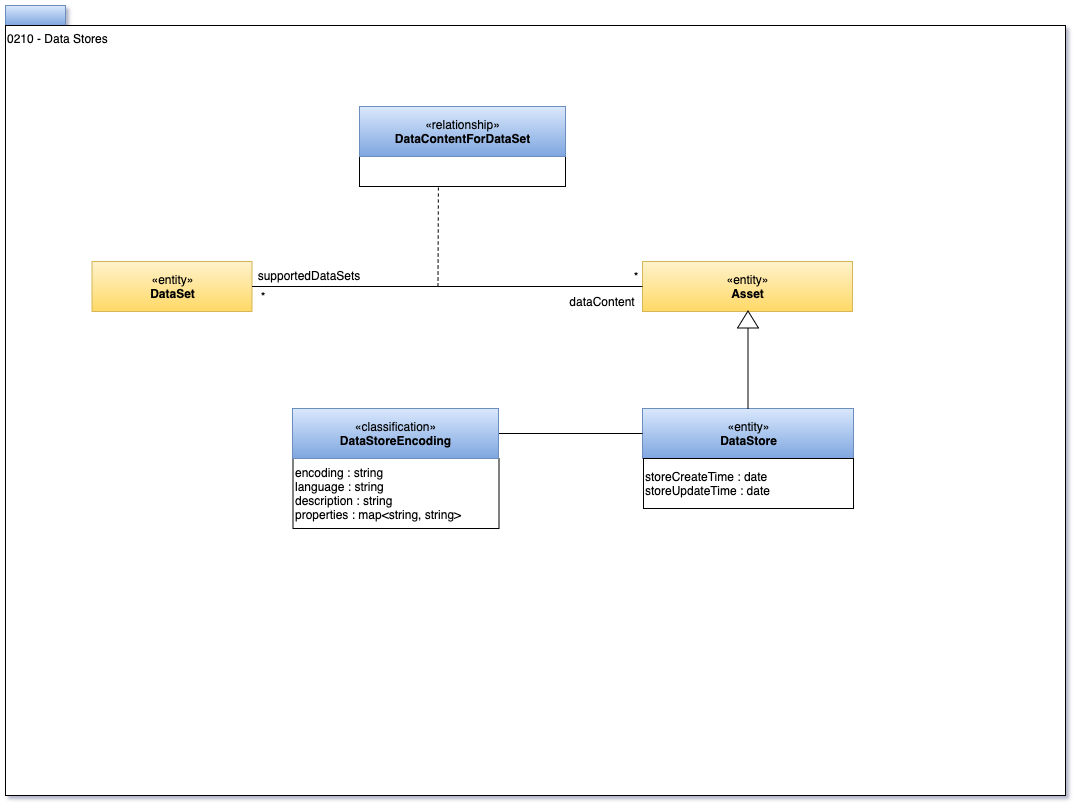 0210 - Data Stores
«relationship»
DataContentForDataSet
«entity»
DataSet
supportedDataSets
*
*
dataContent
«entity»
Asset
«classification»
DataStoreEncoding
encoding : string
language : string
description : string
properties : map<string, string>
«entity»
DataStore
storeCreateTime : date
storeUpdateTime : date